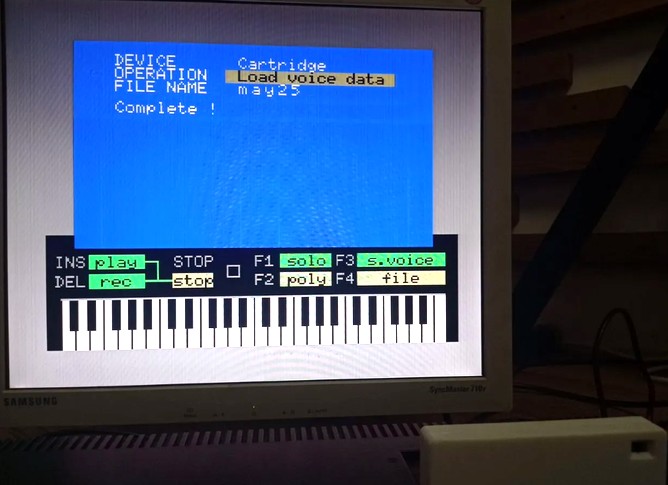 DEVICE Cartridge
OPERATION Load voice data
FILE NAME may25
Complete !
INS play STOP F1 solo F3 s.voice
DEL rec stop F2 poly F4 file
SAMSUNG